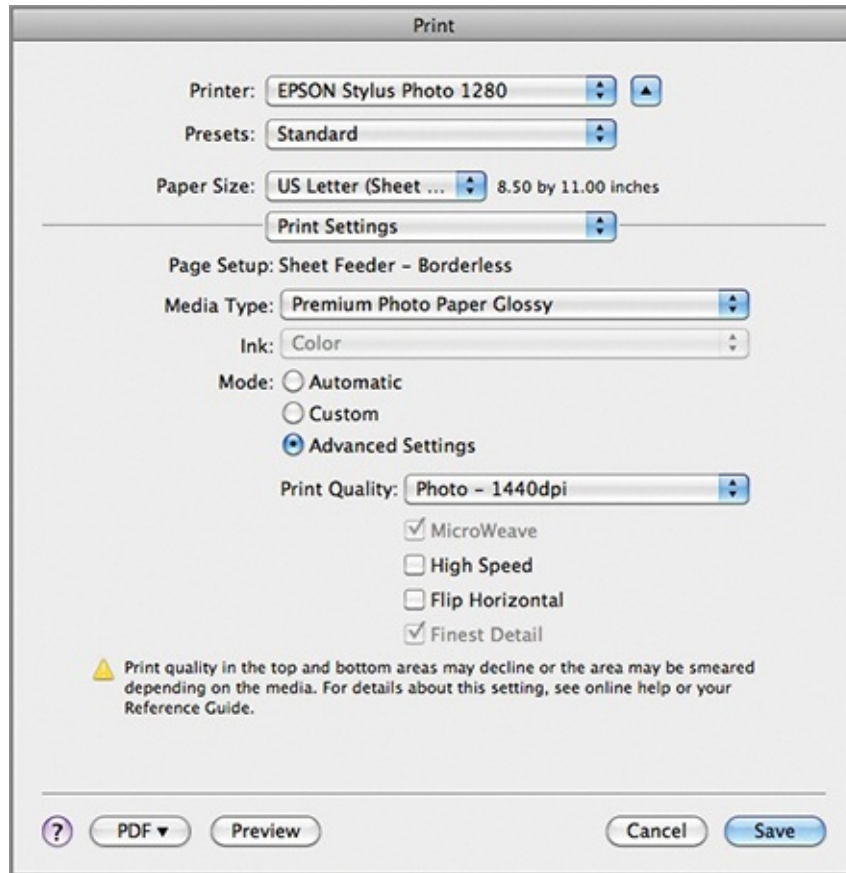 Print
Printer: EPSON Stylus Photo 1280
Presets: Standard
Paper Size: US Letter (Sheet ... 8.50 by 11.00 inches
Print Settings
Page Setup: Sheet Feeder – Borderless
Media Type: Premium Photo Paper Glossy
Ink: Color
Mode: Automatic
Custom
Advanced Settings
Print Quality: Photo – 1440dpi
MicroWeave
High Speed
Flip Horizontal
Finest Detail
Print quality in the top and bottom areas may decline or the area may be smeared
depending on the media. For details about this setting, see online help or your
Reference Guide.
? PDF ▾ Preview Cancel Save